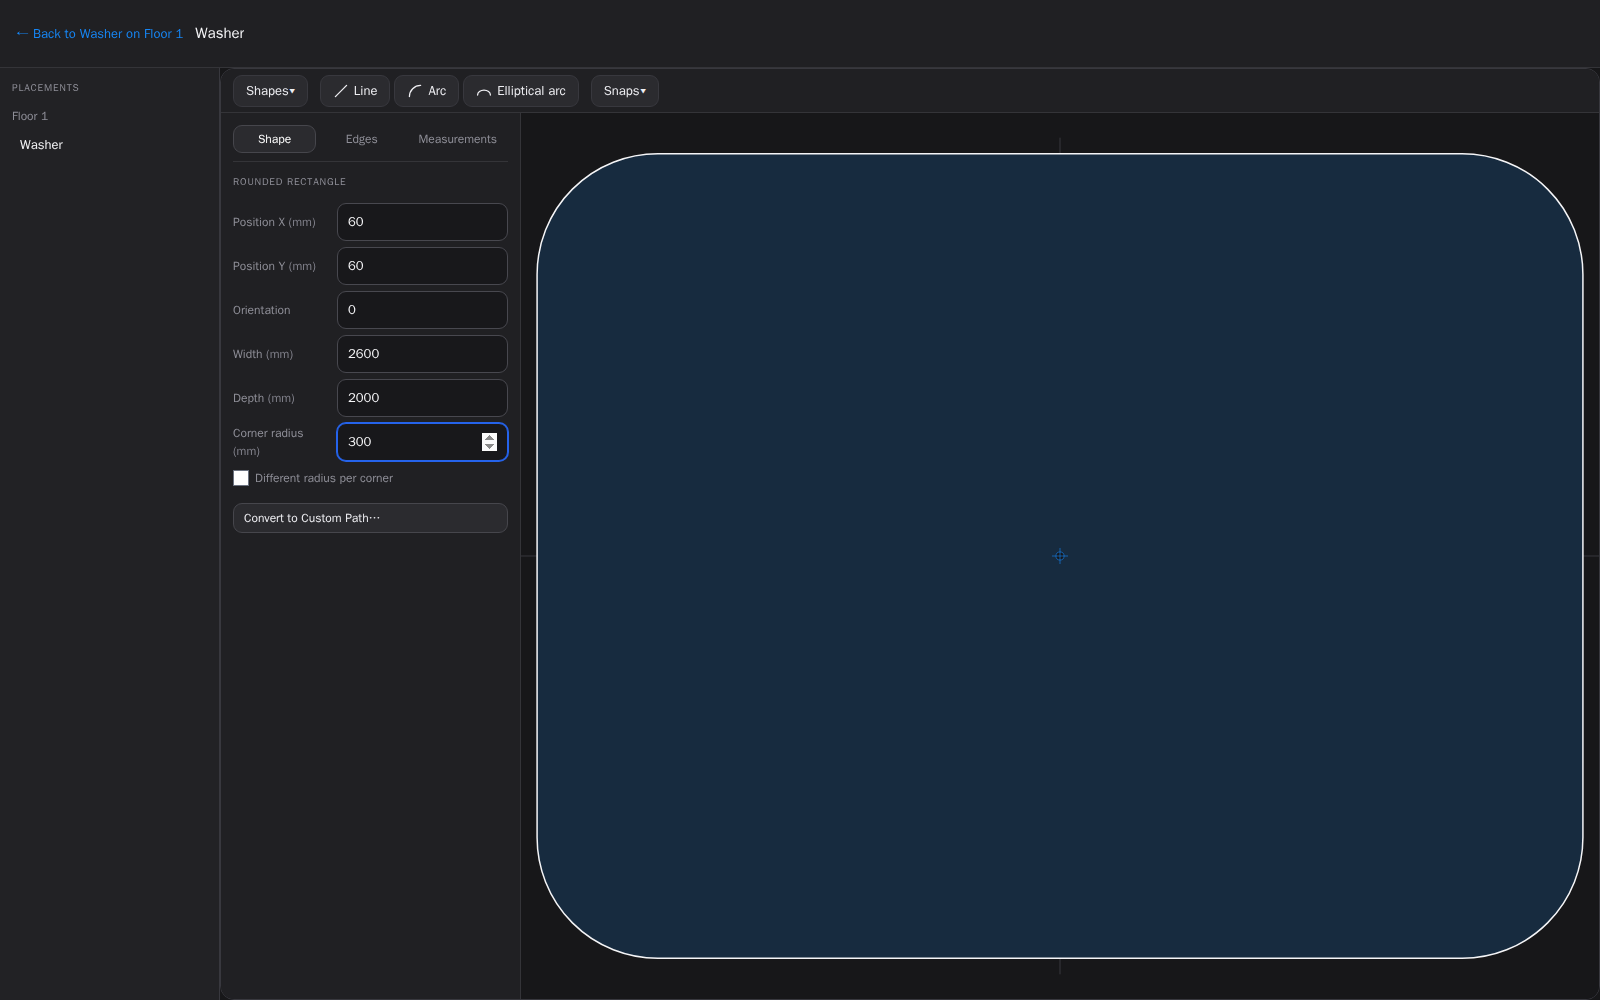 ← Back to Washer on Floor 1 Washer
PLACEMENTS
Floor 1
Washer
Shapes▾ Line Arc Elliptical arc Snaps▾
Shape Edges Measurements
ROUNDED RECTANGLE
Position X (mm) 60
Position Y (mm) 60
Orientation 0
Width (mm) 2600
Depth (mm) 2000
Corner radius
(mm) 300
Different radius per corner
Convert to Custom Path…